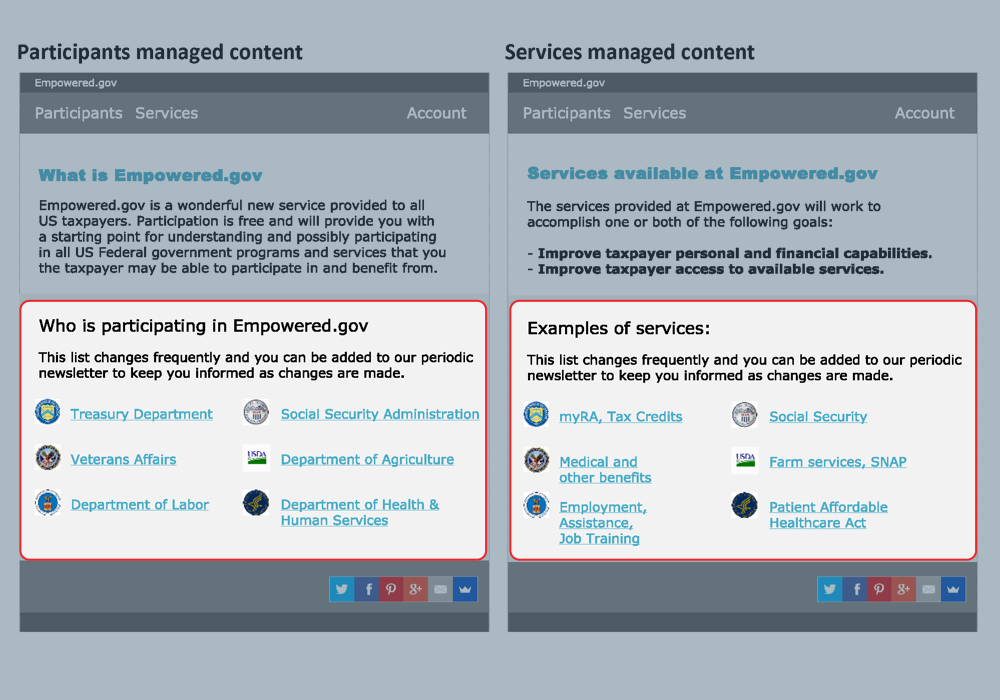 Participants managed content
Empowered.gov
Participants Services Account
What is Empowered.gov
Empowered.gov is a wonderful new service provided to all
US taxpayers. Participation is free and will provide you with
a starting point for understanding and possibly participating
in all US Federal government programs and services that you
the taxpayer may be able to participate in and benefit from.
Who is participating in Empowered.gov
This list changes frequently and you can be added to our periodic
newsletter to keep you informed as changes are made.
Treasury Department
Social Security Administration
Veterans Affairs
USDA
Department of Agriculture
Department of Labor
Department of Health &
Human Services
Services managed content
Empowered.gov
Participants Services Account
Services available at Empowered.gov
The services provided at Empowered.gov will work to
accomplish one or both of the following goals:
- Improve taxpayer personal and financial capabilities.
- Improve taxpayer access to available services.
Examples of services:
This list changes frequently and you can be added to our periodic
newsletter to keep you informed as changes are made.
myRA, Tax Credits
Social Security
Medical and
other benefits
USDA
Farm services, SNAP
Employment,
Assistance,
Job Training
Patient Affordable
Healthcare Act